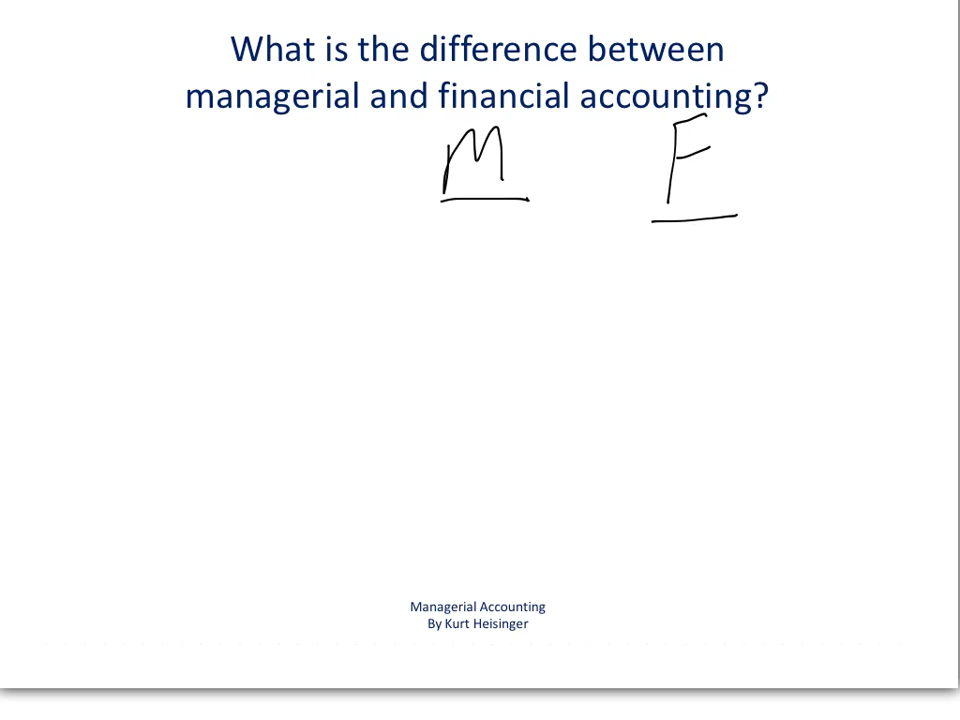 What is the difference between
managerial and financial accounting?
M F
Managerial Accounting
By Kurt Heisinger